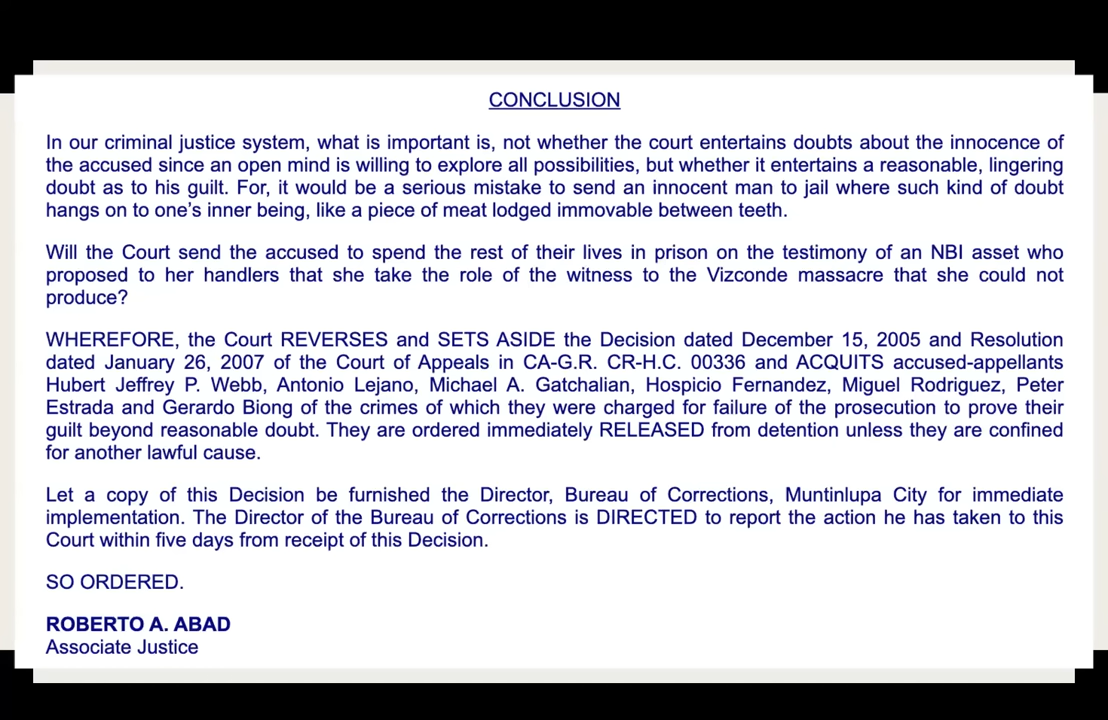 CONCLUSION
In our criminal justice system, what is important is, not whether the court entertains doubts about the innocence of
the accused since an open mind is willing to explore all possibilities, but whether it entertains a reasonable, lingering
doubt as to his guilt. For, it would be a serious mistake to send an innocent man to jail where such kind of doubt
hangs on to one’s inner being, like a piece of meat lodged immovable between teeth.
Will the Court send the accused to spend the rest of their lives in prison on the testimony of an NBI asset who
proposed to her handlers that she take the role of the witness to the Vizconde massacre that she could not
produce?
WHEREFORE, the Court REVERSES and SETS ASIDE the Decision dated December 15, 2005 and Resolution
dated January 26, 2007 of the Court of Appeals in CA-G.R. CR-H.C. 00336 and ACQUITS accused-appellants
Hubert Jeffrey P. Webb, Antonio Lejano, Michael A. Gatchalian, Hospicio Fernandez, Miguel Rodriguez, Peter
Estrada and Gerardo Biong of the crimes of which they were charged for failure of the prosecution to prove their
guilt beyond reasonable doubt. They are ordered immediately RELEASED from detention unless they are confined
for another lawful cause.
Let a copy of this Decision be furnished the Director, Bureau of Corrections, Muntinlupa City for immediate
implementation. The Director of the Bureau of Corrections is DIRECTED to report the action he has taken to this
Court within five days from receipt of this Decision.
SO ORDERED.
ROBERTO A. ABAD
Associate Justice